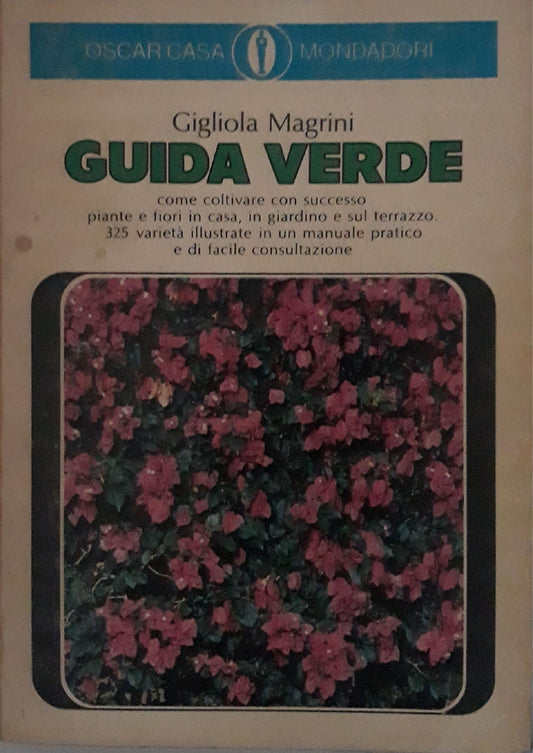 OSCAR CASA MONDADORI
Gigliola Magrini
GUIDA VERDE
come coltivare con successo
piante e fiori in casa, in giardino e sul terrazzo.
325 varietà illustrate in un manuale pratico
e di facile consultazione